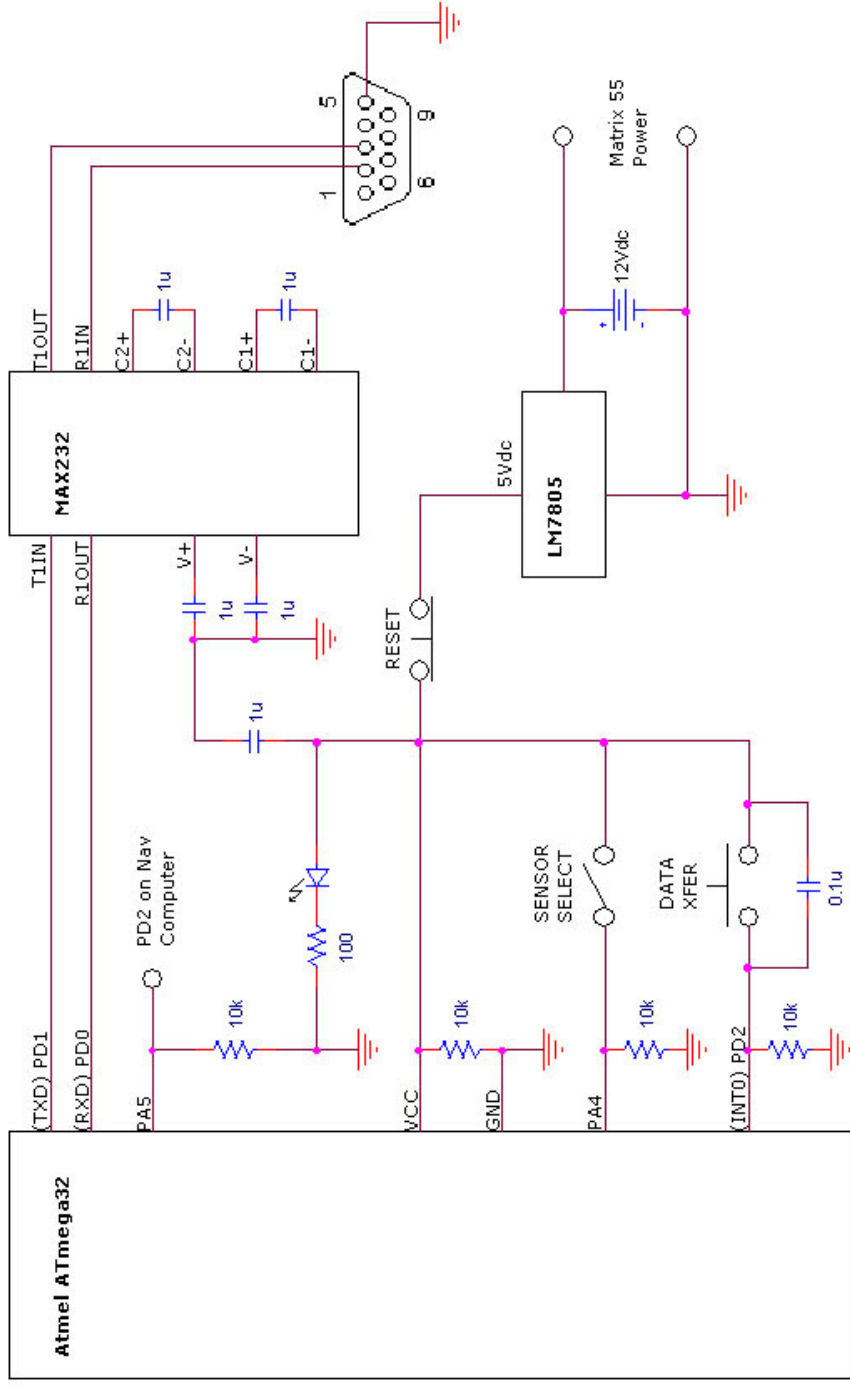 Atmel ATmega32
(TXD) PD1
(RXD) PD0
PA5
VCC
GND
PA4
(INT0) PD2
PD2 on Nav
Computer
10k
100
10k
10k
10k
SENSOR
SELECT
DATA
XFER
0.1u
1u
RESET
1u
1u
T1IN
R1OUT
V+
V-
MAX232
T1OUT
R1IN
C2+
C2-
C1+
C1-
1u
1u
5Vdc
LM7805
+
-
12Vdc
Matrix 55
Power
1
5
6
9